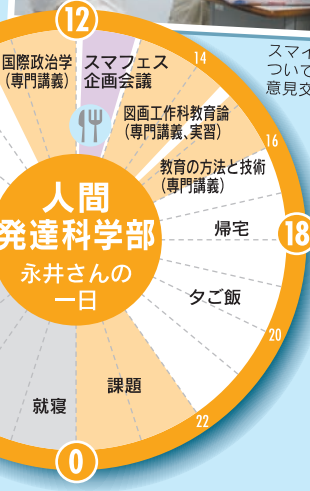 12
国際政治学
(専門講義)
スマフェス
企画会議
14
図画工作科教育論
(専門講義、実習)
16
教育の方法と技術
(専門講義)
帰宅
18
夕ご飯
20
22
課題
就寝
0
人間
発達科学部
永井さんの
一日
スマイ
ついて
意見交